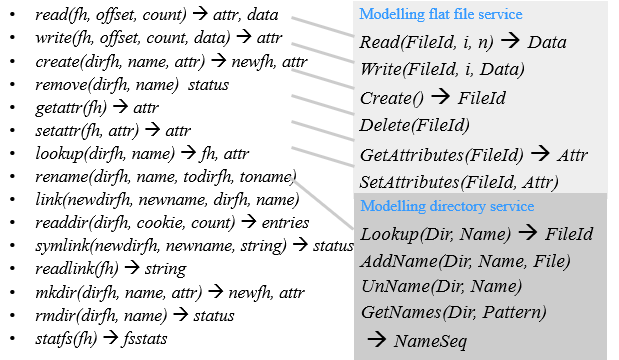 • read(fh, offset, count) → attr, data
• write(fh, offset, count, data) → attr
• create(dirfh, name, attr) → newfh, attr
• remove(dirfh, name) status
• getattr(fh) → attr
• setattr(fh, attr) → attr
• lookup(dirfh, name) → fh, attr
• rename(dirfh, name, todirfh, toname)
• link(newdirfh, newname, dirfh, name)
• readdir(dirfh, cookie, count) → entries
• symlink(newdirfh, newname, string) → status
• readlink(fh) → string
• mkdir(dirfh, name, attr) → newfh, attr
• rmdir(dirfh, name) → status
• statfs(fh) → fsstats
Modelling flat file service
Read(FileId, i, n) → Data
Write(FileId, i, Data)
Create() → FileId
Delete(FileId)
GetAttributes(FileId) → Attr
SetAttributes(FileId, Attr)
Modelling directory service
Lookup(Dir, Name) → FileId
AddName(Dir, Name, File)
UnName(Dir, Name)
GetNames(Dir, Pattern)
→ NameSeq